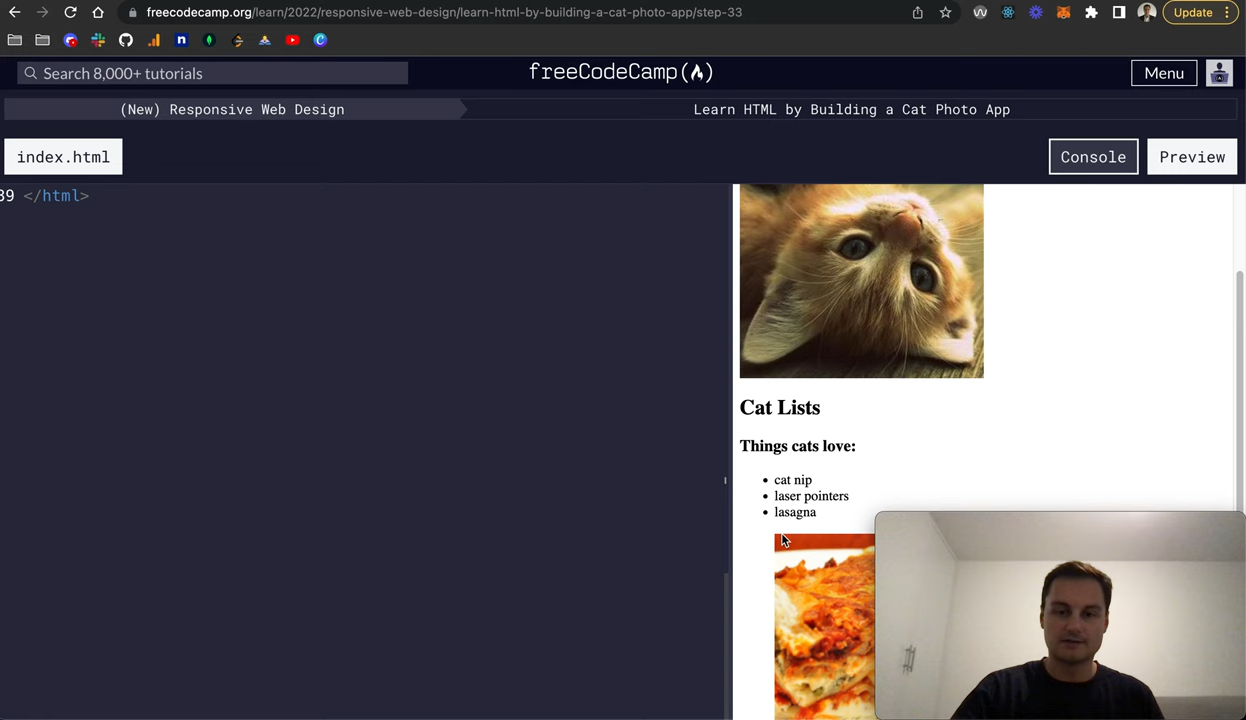 freecodecamp.org/learn/2022/responsive-web-design/learn-html-by-building-a-cat-photo-app/step-33
Update
Search 8,000+ tutorials
freeCodeCamp
Menu
(New) Responsive Web Design
Learn HTML by Building a Cat Photo App
index.html
Console
Preview
39 </html>
Cat Lists
Things cats love:
• cat nip
• laser pointers
• lasagna